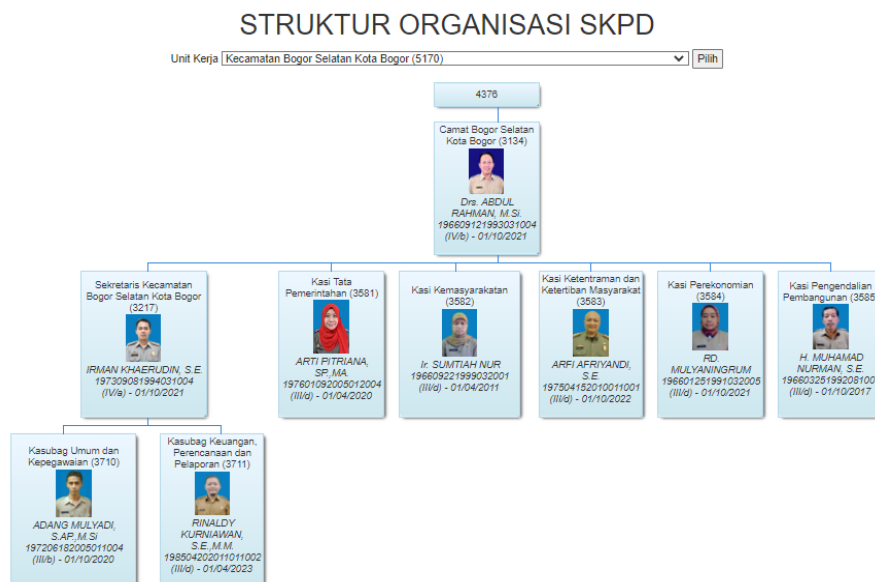 STRUKTUR ORGANISASI SKPD
Unit Kerja Kecamatan Bogor Selatan Kota Bogor (5170) Pilih
4376
Camat Bogor Selatan
Kota Bogor (3134)
Drs. ABDUL
RAHMAN, M.Si.
196609121993031004
(IV/b) - 01/10/2021
Sekretaris Kecamatan
Bogor Selatan Kota Bogor
(3217)
IRMAN KHAERUDIN, S.E.
197309081994031004
(IV/a) - 01/10/2021
Kasi Tata
Pemerintahan (3581)
ARTI PITRIANA,
SP.,MA.
197601092005012004
(III/d) - 01/04/2020
Kasi Kemasyarakatan
(3582)
Ir. SUMTIAH NUR
196609221999032001
(III/d) - 01/04/2011
Kasi Ketentraman dan
Ketertiban Masyarakat
(3583)
ARFI AFRIYANDI,
S.E.
197504152010011001
(III/d) - 01/10/2022
Kasi Perekonomian
(3584)
RD.
MULYANINGRUM
196601251991032005
(III/d) - 01/10/2021
Kasi Pengendalian
Pembangunan (3585
H. MUHAMAD
NURMAN, S.E.
19660325199208100
(III/d) - 01/10/2017
Kasubag Umum dan
Kepegawaian (3710)
ADANG MULYADI,
S.AP.,M.Si
197206182005011004
(III/b) - 01/10/2020
Kasubag Keuangan,
Perencanaan dan
Pelaporan (3711)
RINALDY
KURNIAWAN,
S.E.,M.M.
198504202011011002
(III/d) - 01/04/2023